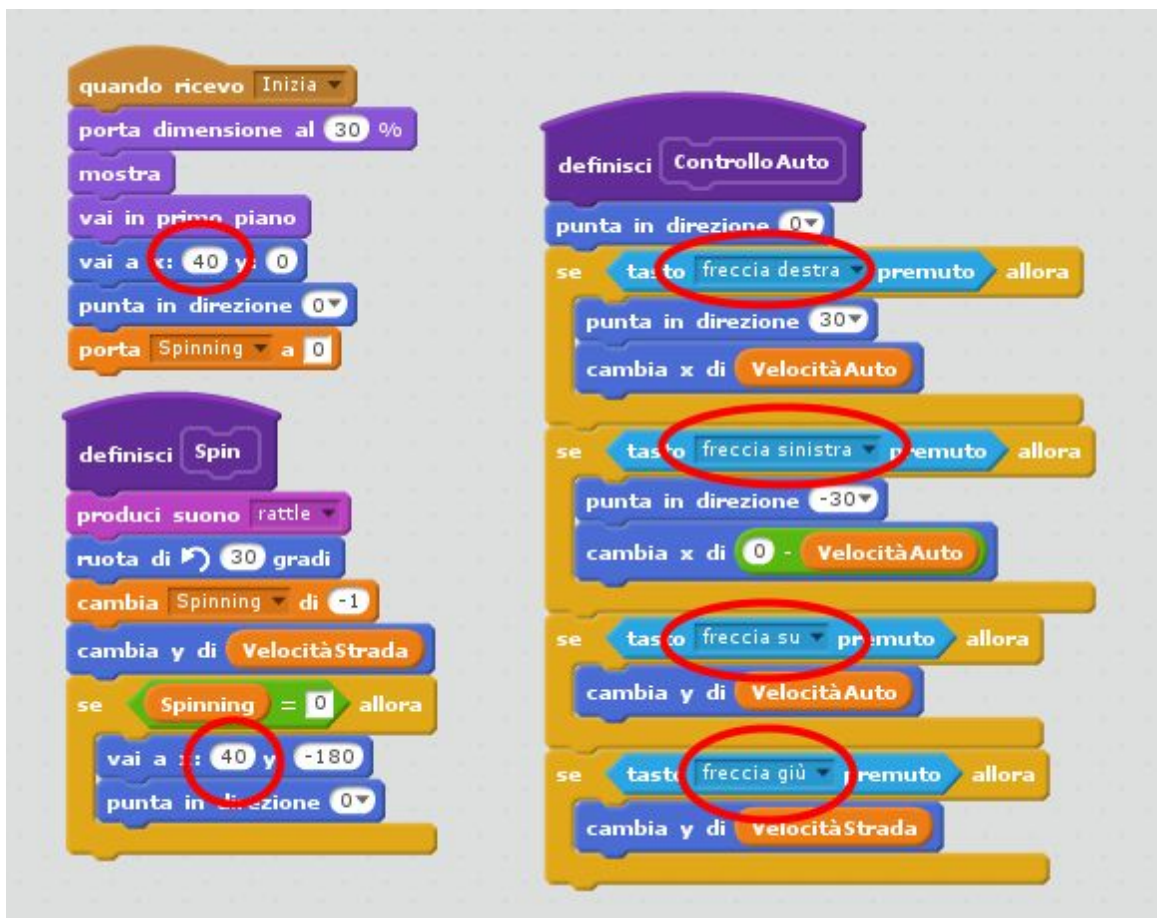 quando ricevo Inizia
porta dimensione al 30 %
mostra
vai in primo piano
vai a x: 40 y: 0
punta in direzione 0
porta Spinning a 0
definisci Spin
produci suono rattle
ruota di 30 gradi
cambia Spinning di -1
cambia y di VelocitàStrada
se Spinning = 0 allora
vai a x: 40 y -180
punta in direzione 0
definisci ControlloAuto
punta in direzione 0
se tasto freccia destra premuto allora
punta in direzione 30
cambia x di VelocitàAuto
se tasto freccia sinistra premuto allora
punta in direzione -30
cambia x di 0 - VelocitàAuto
se tasto freccia su premuto allora
cambia y di VelocitàAuto
se tasto freccia giù premuto allora
cambia y di VelocitàStrada